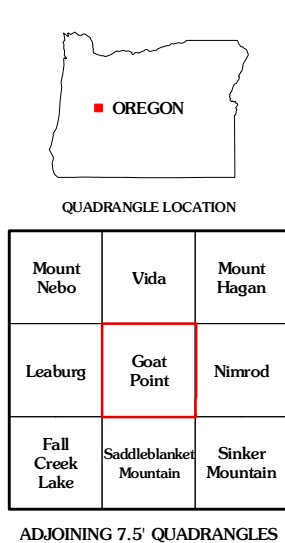 OREGON
QUADRANGLE LOCATION
Mount
Nebo
Vida
Mount
Hagan
Leaburg
Goat
Point
Nimrod
Fall
Creek
Lake
Saddleblanket
Mountain
Sinker
Mountain
ADJOINING 7.5' QUADRANGLES